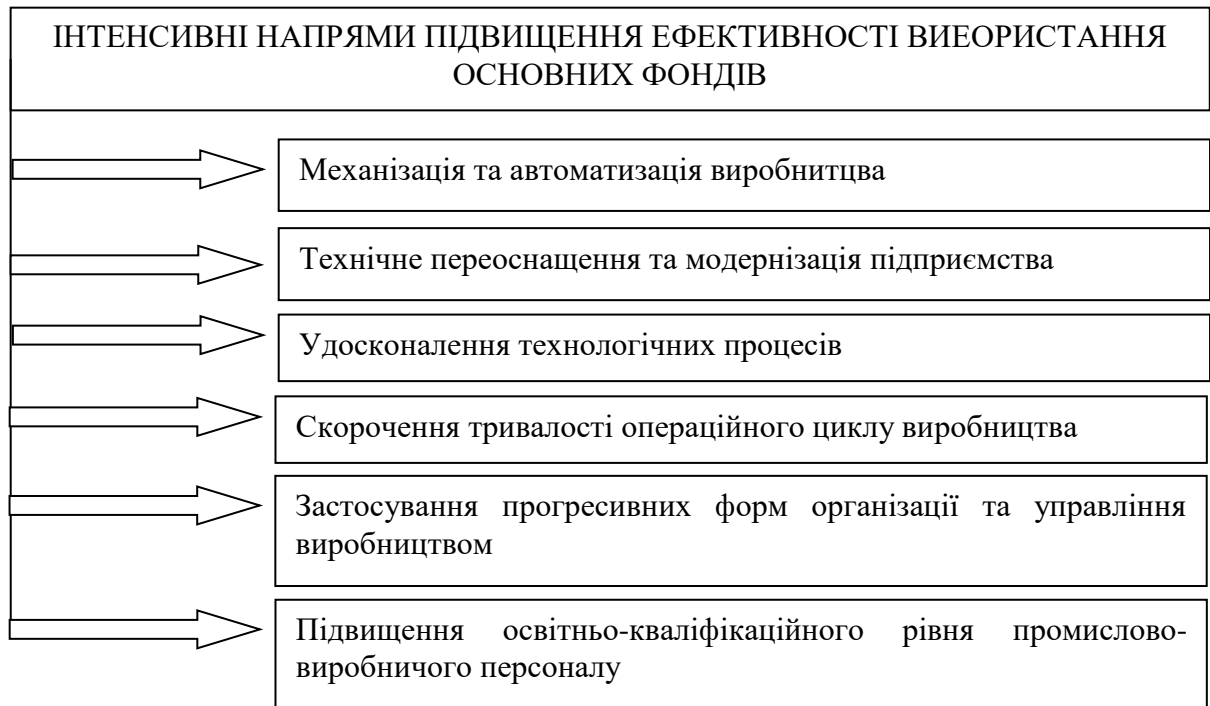 ІНТЕНСИВНІ НАПРЯМИ ПІДВИЩЕННЯ ЕФЕКТИВНОСТІ ВИЕОРИСТАННЯ
ОСНОВНИХ ФОНДІВ
Механізація та автоматизація виробнитцва
Технічне переоснащення та модернізація підприємства
Удосконалення технологічних процесів
Скорочення тривалості операційного циклу виробництва
Застосування прогресивних форм організації та управління
виробництвом
Підвищення освітньо-кваліфікаційного рівня промислово-
виробничого персоналу